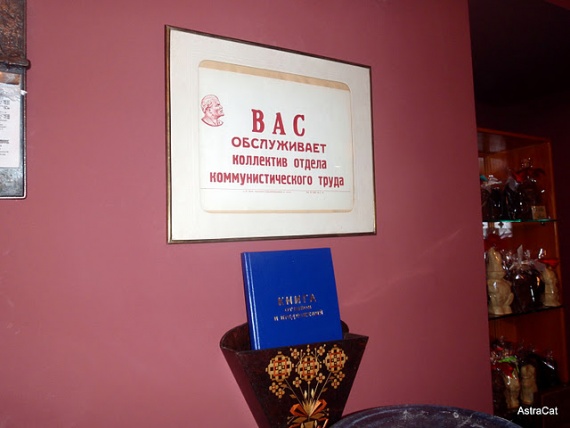 ВАС
ОБСЛУЖИВАЕТ
КОЛЛЕКТИВ ОТДЕЛА
КОММУНИСТИЧЕСКОГО ТРУДА
КНИГА
AstraCat